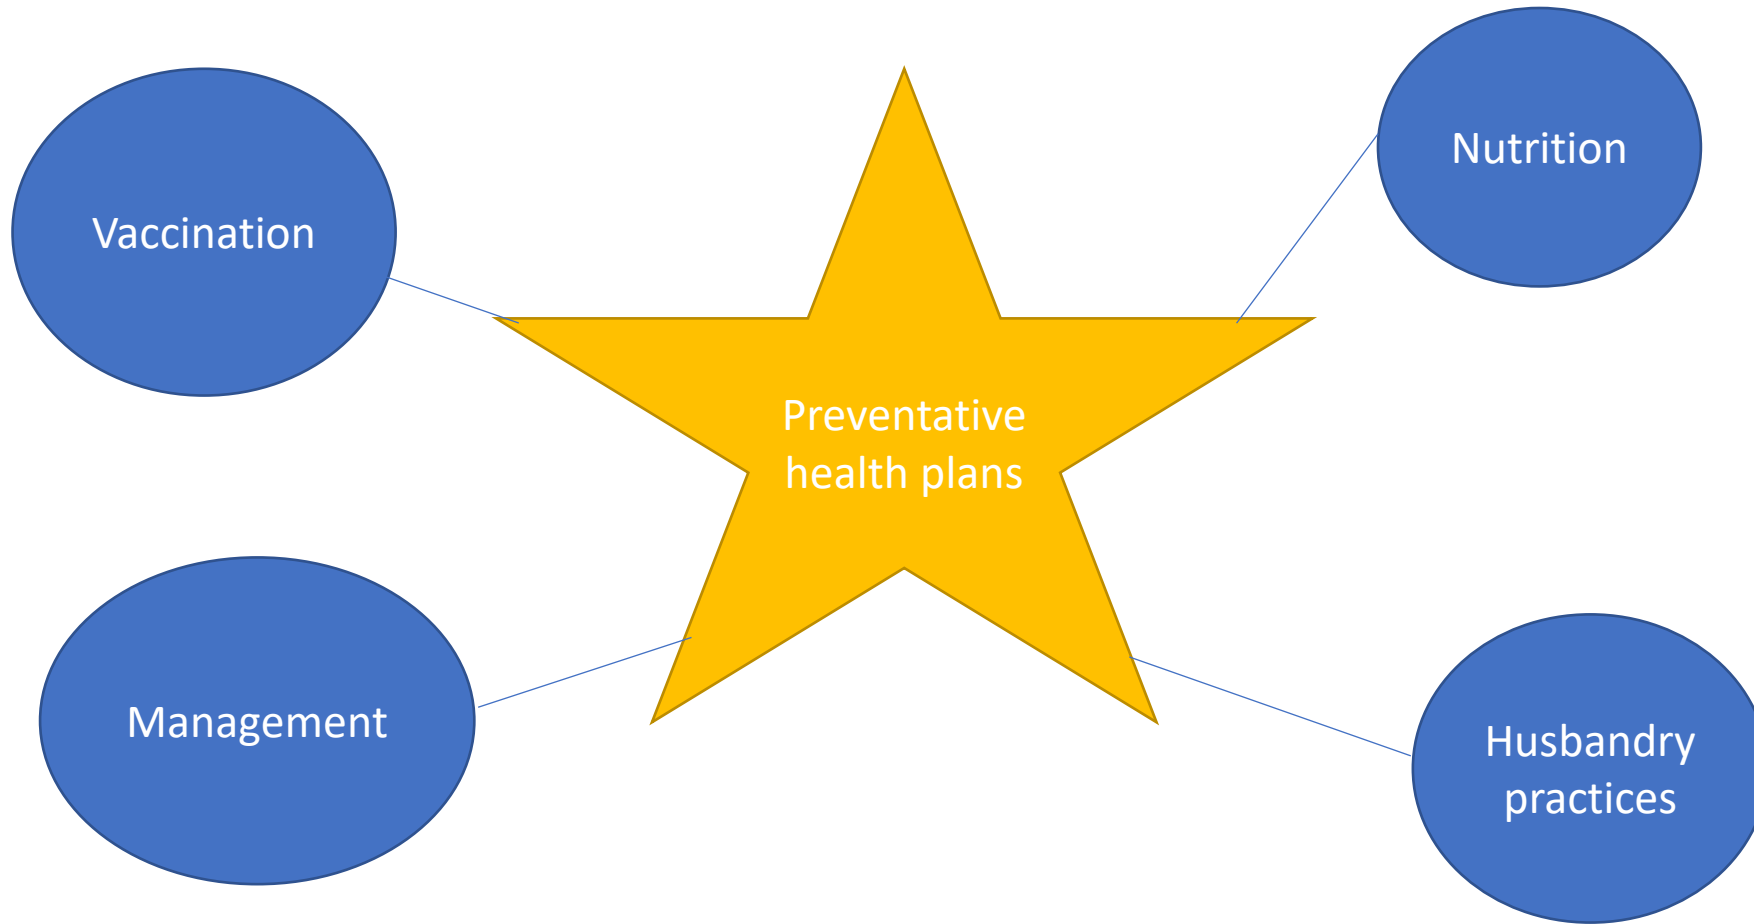 Vaccination
Nutrition
Preventative
health plans
Management
Husbandry
practices